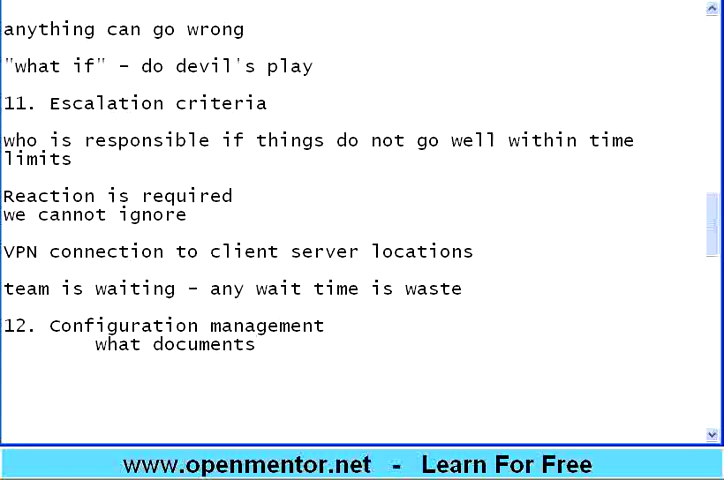 anything can go wrong
"what if" - do devil's play
11. Escalation criteria
who is responsible if things do not go well within time
limits
Reaction is required
we cannot ignore
VPN connection to client server locations
team is waiting - any wait time is waste
12. Configuration management
what documents
www.openmentor.net - Learn For Free